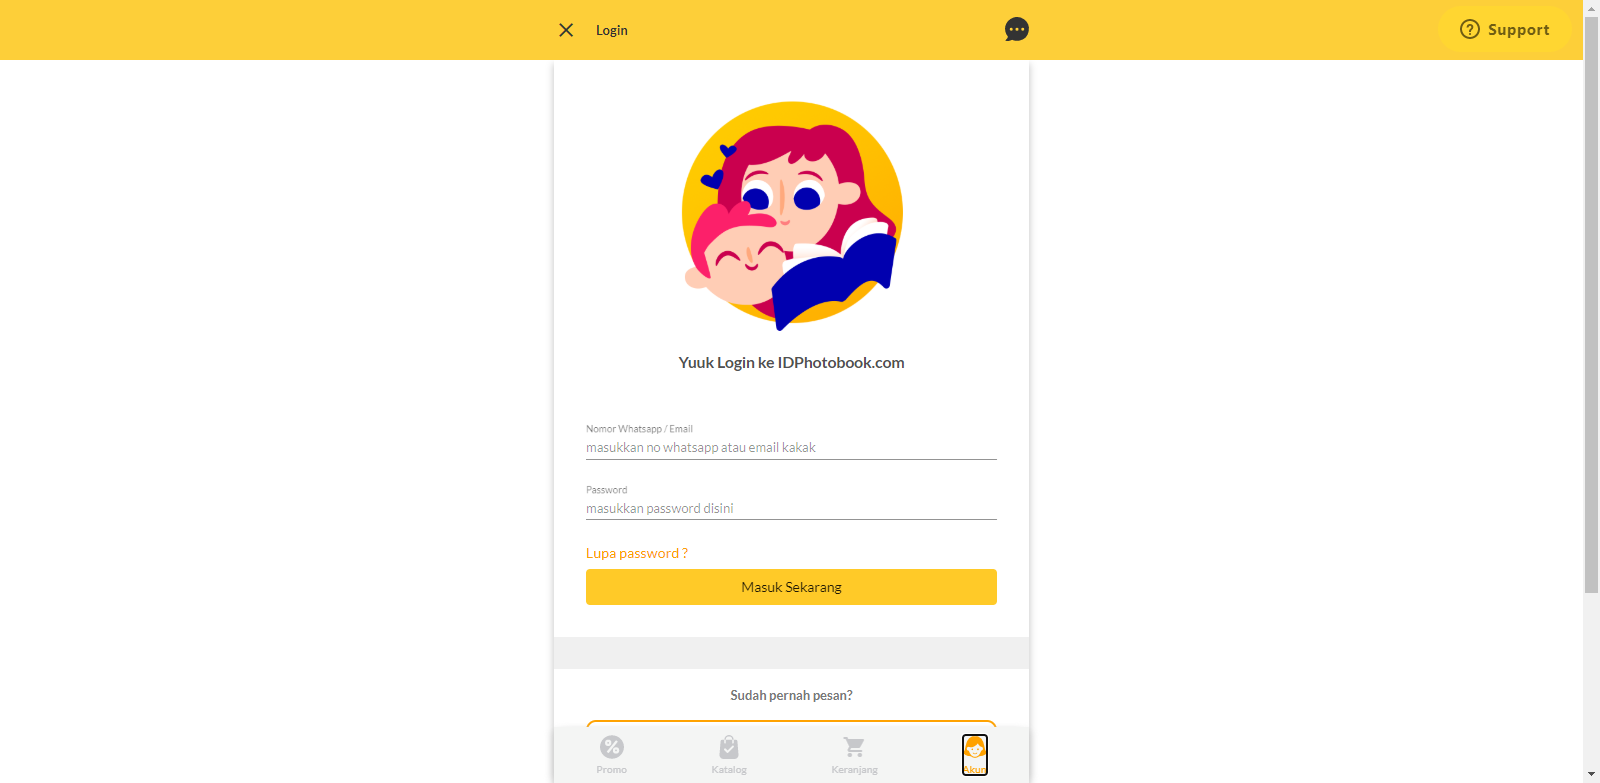 Login
Support
Yuuk Login ke IDPhotobook.com
Nomor Whatsapp / Email
masukkan no whatsapp atau email kakak
Password
masukkan password disini
Lupa password ?
Masuk Sekarang
Sudah pernah pesan?
Promo
Katalog
Keranjang
Akun